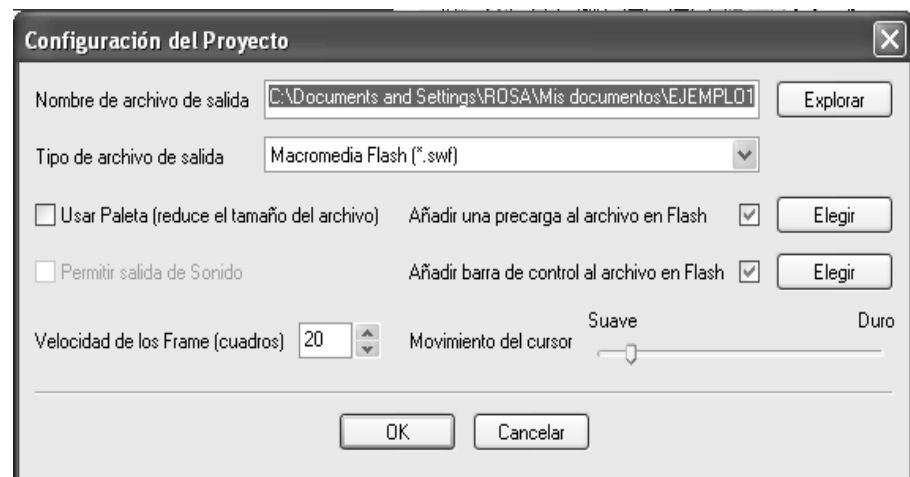 Configuración del Proyecto
Nombre de archivo de salida C:\Documents and Settings\ROSA\Mis documentos\EJEMPLO1 Explorar
Tipo de archivo de salida Macromedia Flash (*.swf)
Usar Paleta (reduce el tamaño del archivo) Añadir una precarga al archivo en Flash Elegir
Permitir salida de Sonido Añadir barra de control al archivo en Flash Elegir
Suave Duro
Velocidad de los Frame (cuadros) 20 Movimiento del cursor
OK Cancelar